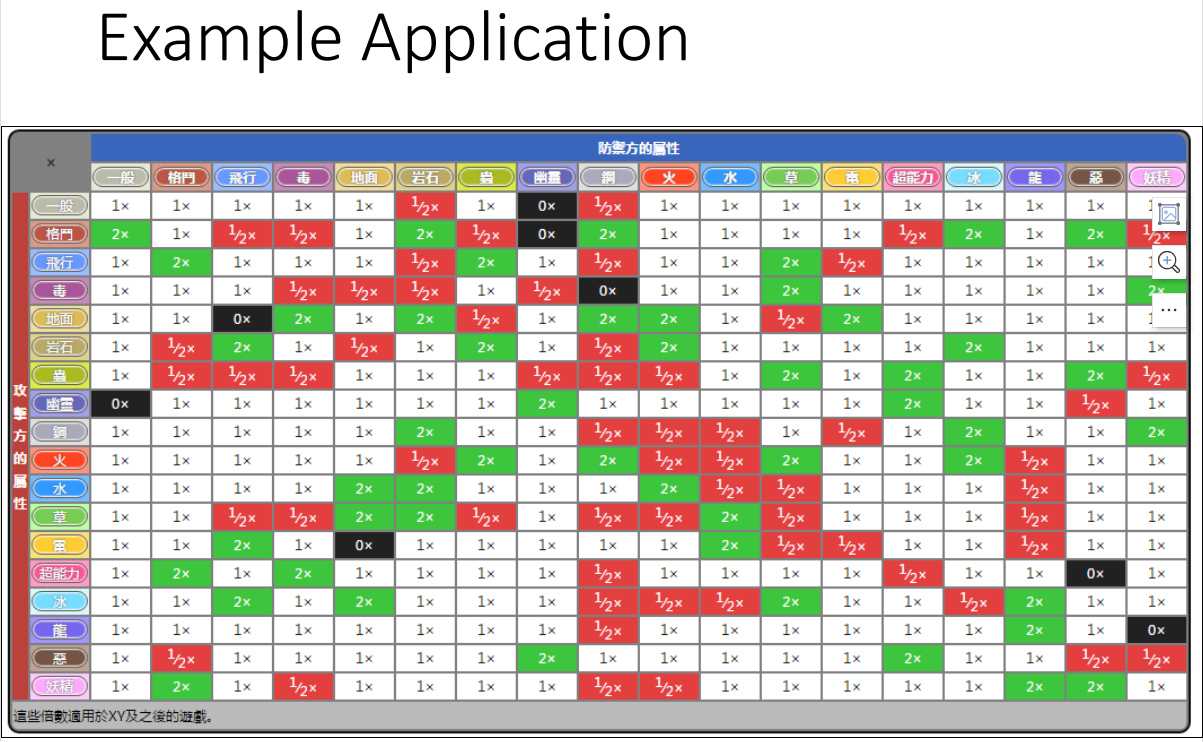 Example Application
× 防禦方的屬性
一般 格鬥 飛行 毒 地面 岩石 蟲 幽靈 鋼 火 水 草 電 超能力 冰 龍 惡 妖精
攻擊方的屬性
一般 1× 1× 1× 1× 1× ½× 1× 0× ½× 1× 1× 1× 1× 1× 1× 1× 1×
格鬥 2× 1× ½× ½× 1× 2× ½× 0× 2× 1× 1× 1× 1× ½× 2× 1× 2× ½×
飛行 1× 2× 1× 1× 1× ½× 2× 1× ½× 1× 1× 2× ½× 1× 1× 1× 1×
毒 1× 1× 1× ½× ½× ½× 1× ½× 0× 1× 1× 2× 1× 1× 1× 1× 1× 2×
地面 1× 1× 0× 2× 1× 2× ½× 1× 2× 2× 1× ½× 2× 1× 1× 1× 1×
岩石 1× ½× 2× 1× ½× 1× 2× 1× ½× 2× 1× 1× 1× 1× 2× 1× 1× 1×
蟲 1× ½× ½× ½× 1× 1× 1× ½× ½× ½× 1× 2× 1× 2× 1× 1× 2× ½×
幽靈 0× 1× 1× 1× 1× 1× 1× 2× 1× 1× 1× 1× 1× 2× 1× 1× ½× 1×
鋼 1× 1× 1× 1× 1× 2× 1× 1× ½× ½× ½× 1× ½× 1× 2× 1× 1× 2×
火 1× 1× 1× 1× 1× ½× 2× 1× 2× ½× ½× 2× 1× 1× 2× ½× 1× 1×
水 1× 1× 1× 1× 2× 2× 1× 1× 1× 2× ½× ½× 1× 1× 1× ½× 1× 1×
草 1× 1× ½× ½× 2× 2× ½× 1× ½× ½× 2× ½× 1× 1× 1× ½× 1× 1×
電 1× 1× 2× 1× 0× 1× 1× 1× 1× 1× 2× ½× ½× 1× 1× ½× 1× 1×
超能力 1× 2× 1× 2× 1× 1× 1× 1× ½× 1× 1× 1× 1× ½× 1× 1× 0× 1×
冰 1× 1× 2× 1× 2× 1× 1× 1× ½× ½× ½× 2× 1× 1× ½× 2× 1× 1×
龍 1× 1× 1× 1× 1× 1× 1× 1× ½× 1× 1× 1× 1× 1× 1× 2× 1× 0×
惡 1× ½× 1× 1× 1× 1× 1× 2× 1× 1× 1× 1× 1× 2× 1× 1× ½× ½×
妖精 1× 2× 1× ½× 1× 1× 1× 1× ½× ½× 1× 1× 1× 1× 1× 2× 2× 1×
這些倍數適用於XY及之後的遊戲。